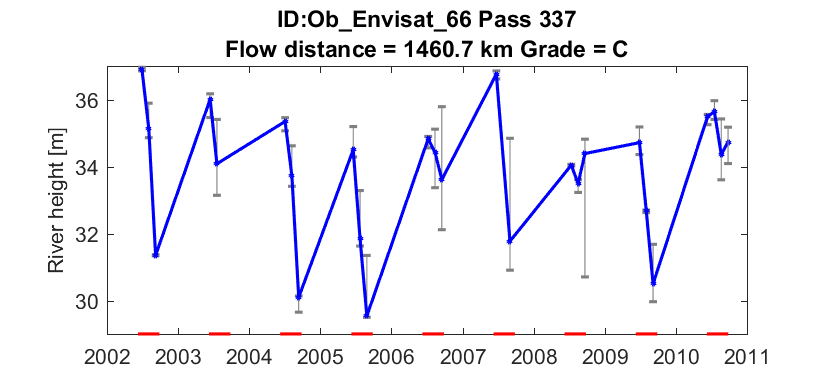 ID:Ob_Envisat_66 Pass 337
Flow distance = 1460.7 km Grade = C
River height [m]
36
34
32
30
2002 2003 2004 2005 2006 2007 2008 2009 2010 2011